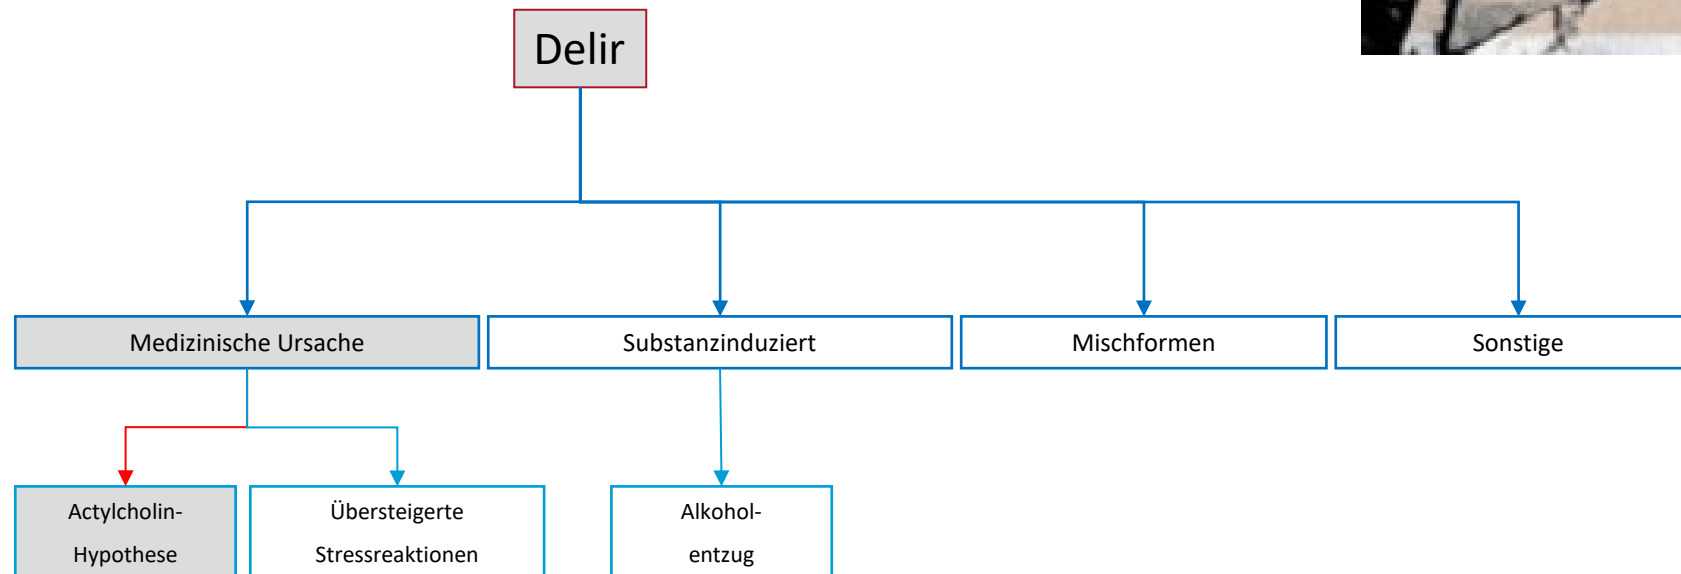 Delir
Medizinische Ursache
Substanzinduziert
Mischformen
Sonstige
Actylcholin-
Hypothese
Übersteigerte
Stressreaktionen
Alkohol-
entzug